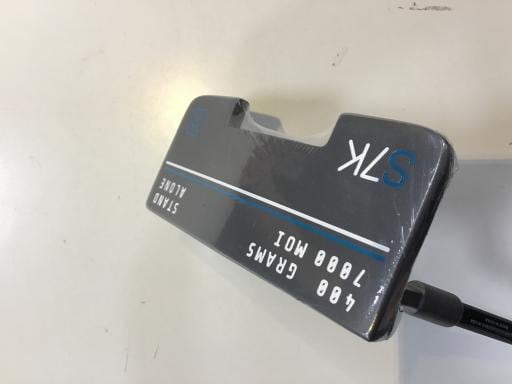 S7K
400 GRAMS
7000 MOI
STAND
ALONE